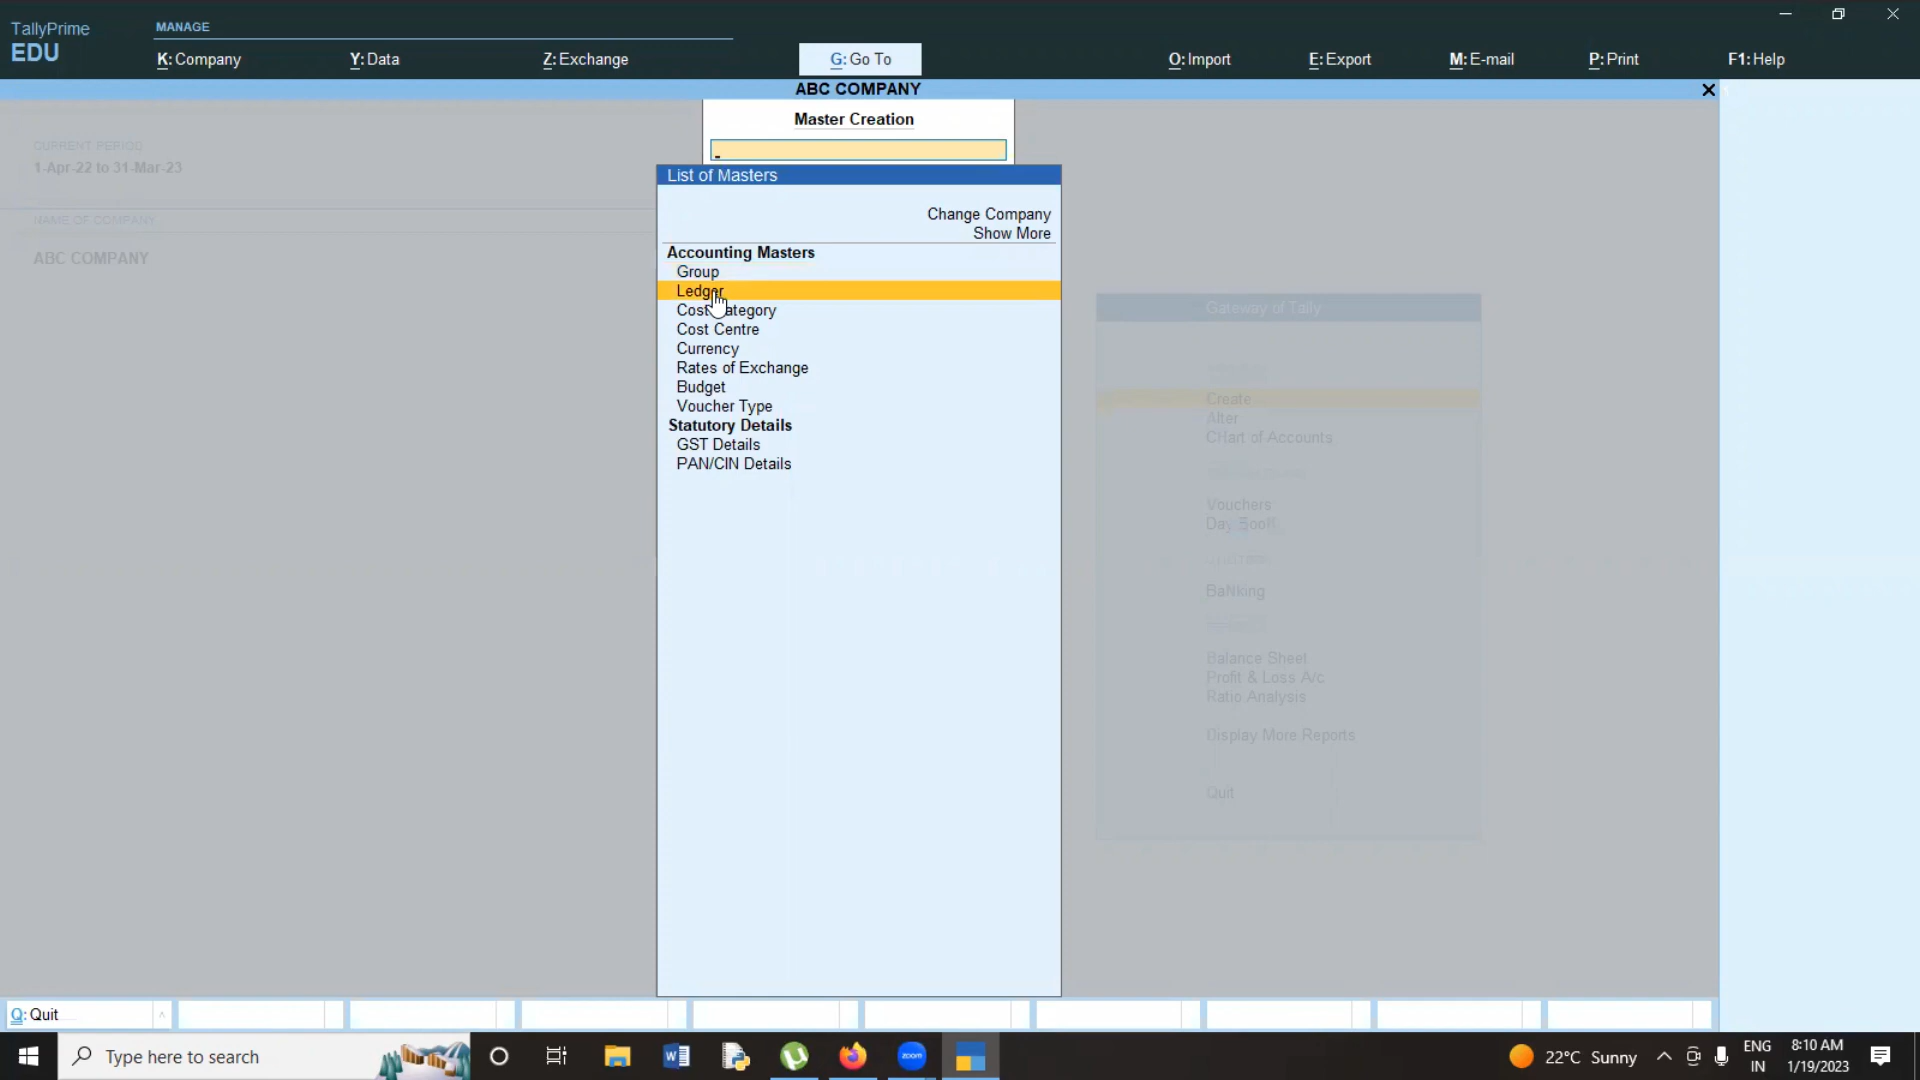 TallyPrime
EDU
MANAGE
K: Company
Y: Data
Z: Exchange
G: Go To
O: Import
E: Export
M: E-mail
P: Print
F1: Help
ABC COMPANY
Master Creation
CURRENT PERIOD
1-Apr-22 to 31-Mar-23
NAME OF COMPANY
ABC COMPANY
List of Masters
Change Company
Show More
Accounting Masters
Group
Ledger
Cost Category
Cost Centre
Currency
Rates of Exchange
Budget
Voucher Type
Statutory Details
GST Details
PAN/CIN Details
Gateway of Tally
Create
Alter
CHart of Accounts
Vouchers
Day Book
BaNking
Balance Sheet
Profit & Loss A/c
Ratio Analysis
Display More Reports
Quit
Q: Quit
Type here to search
zoom
22°C Sunny
ENG
IN
8:10 AM
1/19/2023